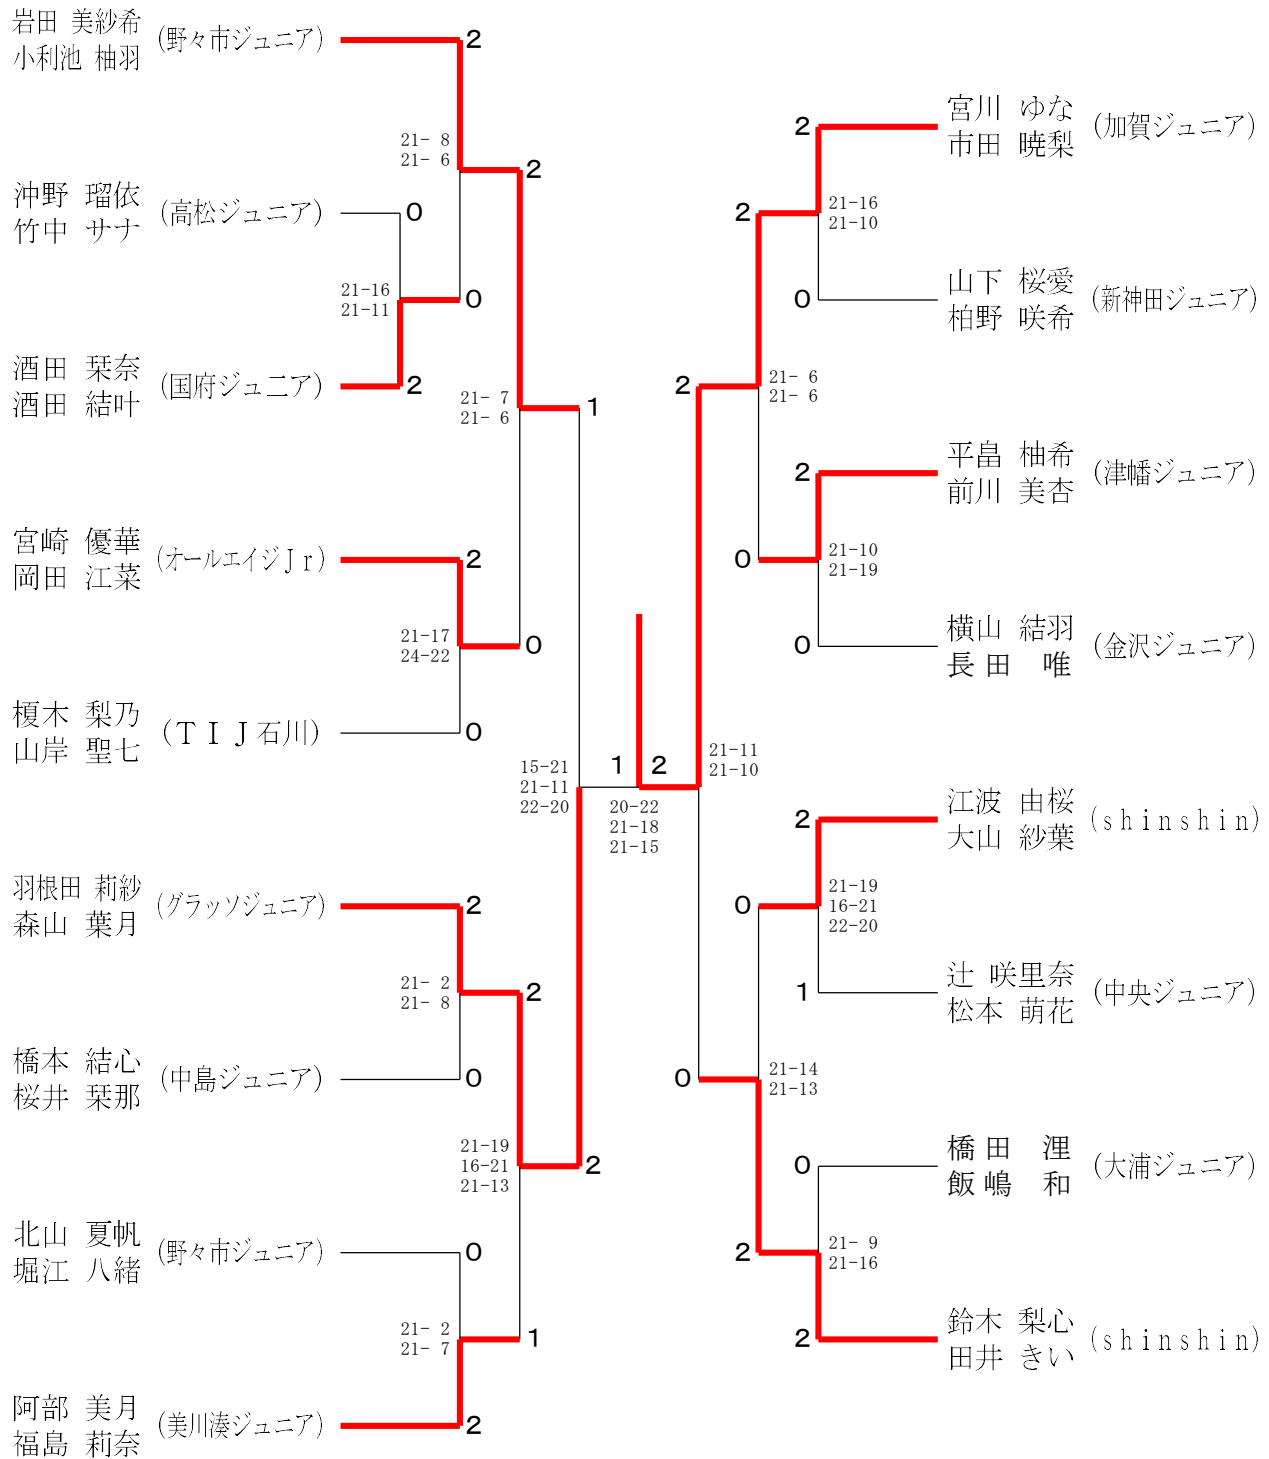 岩田 美紗希
小利池 柚羽
(野々市ジュニア)
2
21- 8
21- 6
2
沖野 瑠依
竹中 サナ
(高松ジュニア)
0
21-16
21-11
0
酒田 栞奈
酒田 結叶
(国府ジュニア)
2
21- 7
21- 6
1
宮崎 優華
岡田 江菜
(オールエイジＪｒ)
2
21-17
24-22
0
榎木 梨乃
山岸 聖七
(ＴＩＪ石川)
0
15-21
21-11
22-20
羽根田 莉紗
森山 葉月
(グラッソジュニア)
2
21- 2
21- 8
2
橋本 結心
桜井 栞那
(中島ジュニア)
0
21-19
16-21
21-13
2
北山 夏帆
堀江 八緒
(野々市ジュニア)
0
21- 2
21- 7
1
阿部 美月
福島 莉奈
(美川湊ジュニア)
2
1 2
20-22
21-18
21-15
宮川 ゆな
市田 暁梨
(加賀ジュニア)
2
2
21-16
21-10
山下 桜愛
柏野 咲希
(新神田ジュニア)
0
2
21- 6
21- 6
平畠 柚希
前川 美杏
(津幡ジュニア)
2
0
21-10
21-19
横山 結羽
長田 唯
(金沢ジュニア)
0
21-11
21-10
江波 由桜
大山 紗葉
(ｓｈｉｎｓｈｉｎ)
2
0
21-19
16-21
22-20
辻 咲里奈
松本 萌花
(中央ジュニア)
1
0
21-14
21-13
橋田 浬
飯嶋 和
(大浦ジュニア)
0
2
21- 9
21-16
鈴木 梨心
田井 きい
(ｓｈｉｎｓｈｉｎ)
2